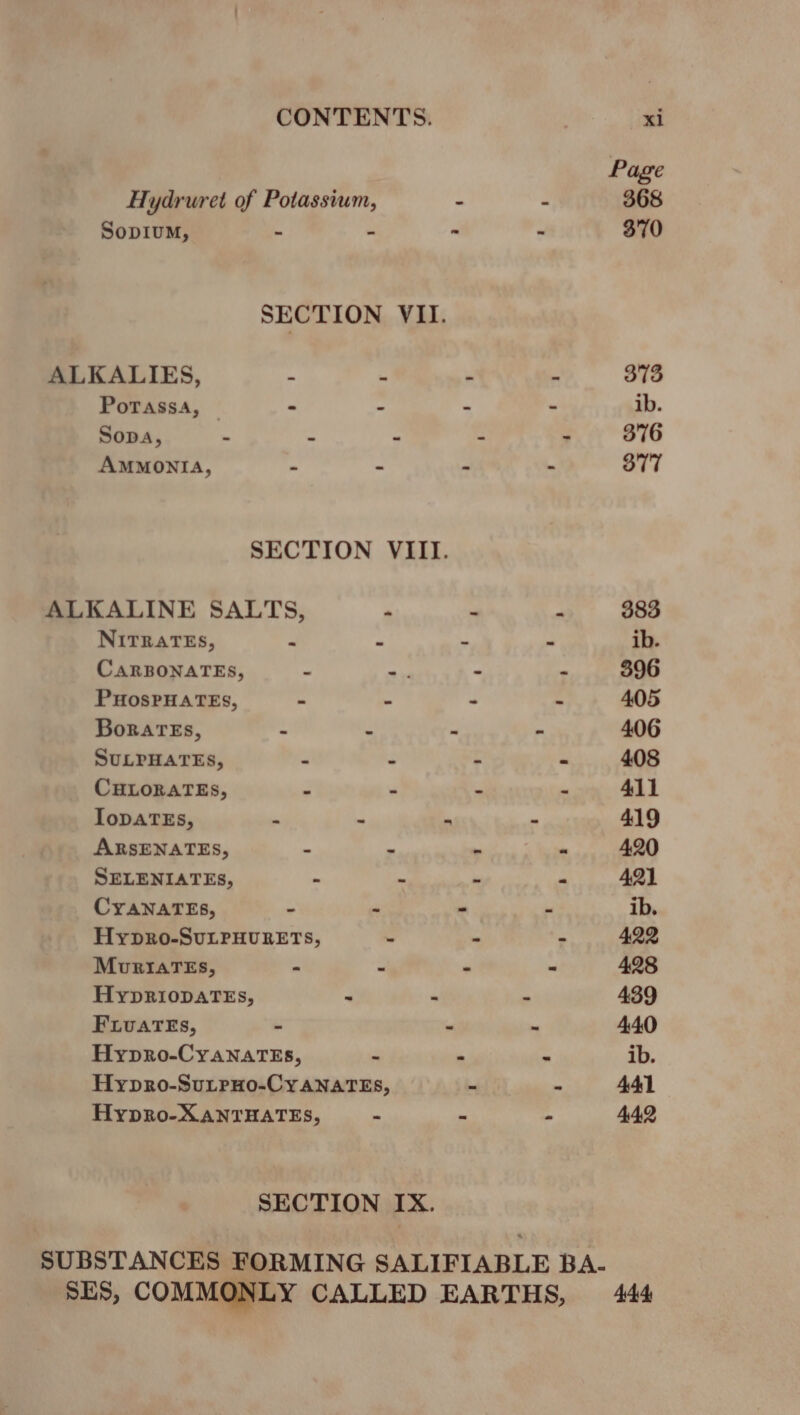 CONTENTS. xi
Page
Hydruret of Potassium, - - 368
SODIUM, - - - - 370
SECTION VII.
ALKALIES, - - - - 373
POTASSA, - - - - ib.
SODA, - - - - - 376
AMMONIA, - - - - 377
SECTION VIII.
ALKALINE SALTS, - - - 383
NITRATES, - - - - ib.
CARBONATES, - - - - 396
PHOSPHATES, - - - - 405
BORATES, - - - - 406
SULPHATES, - - - - 408
CHLORATES, - - - - 411
IODATES, - - - - 419
ARSENATES, - - - - 420
SELENIATES, - - - - 421
CYANATES, - - - - ib.
HYDRO-SULPHURETS, - - - 422
MURIATES, - - - - 428
HYDRIODATES, - - - 439
FLUATES, - - - 440
HYDRO-CYANATES, - - - ib.
HYDRO-SULPHO-CYANATES, - - 441
HYDRO-XANTHATES, - - - 442
SECTION IX.
SUBSTANCES FORMING SALIFIABLE BA-
SES, COMMONLY CALLED EARTHS, 444